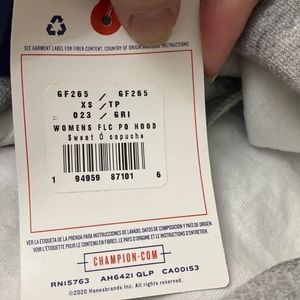 SEE GARMENT LABEL FOR FIBER CONTENT, COUNTRY OF ORIGIN AND
GF265 GF265
XS / TP
023 / GRI
WOMENS FLC PO HOOD
Sweat Ó capuche
1 94959 87101 6
VER LA ETIQUETA DE LA PRENDA PARA INSTRUCCIONES DE LAVADO, DATOS DE COMPOSICIÓN Y PAÍS DE ORIGEN.
VOIR L'ÉTIQUETTE POUR LE CONTENU EN FIBRES, LE PAYS D'ORIGINE ET LES INSTRUCTIONS DE LAVAGE.
CHAMPION.COM
RN15763 AH642I QLP CA00153
©2020 Hanesbrands Inc. All rights reserved.